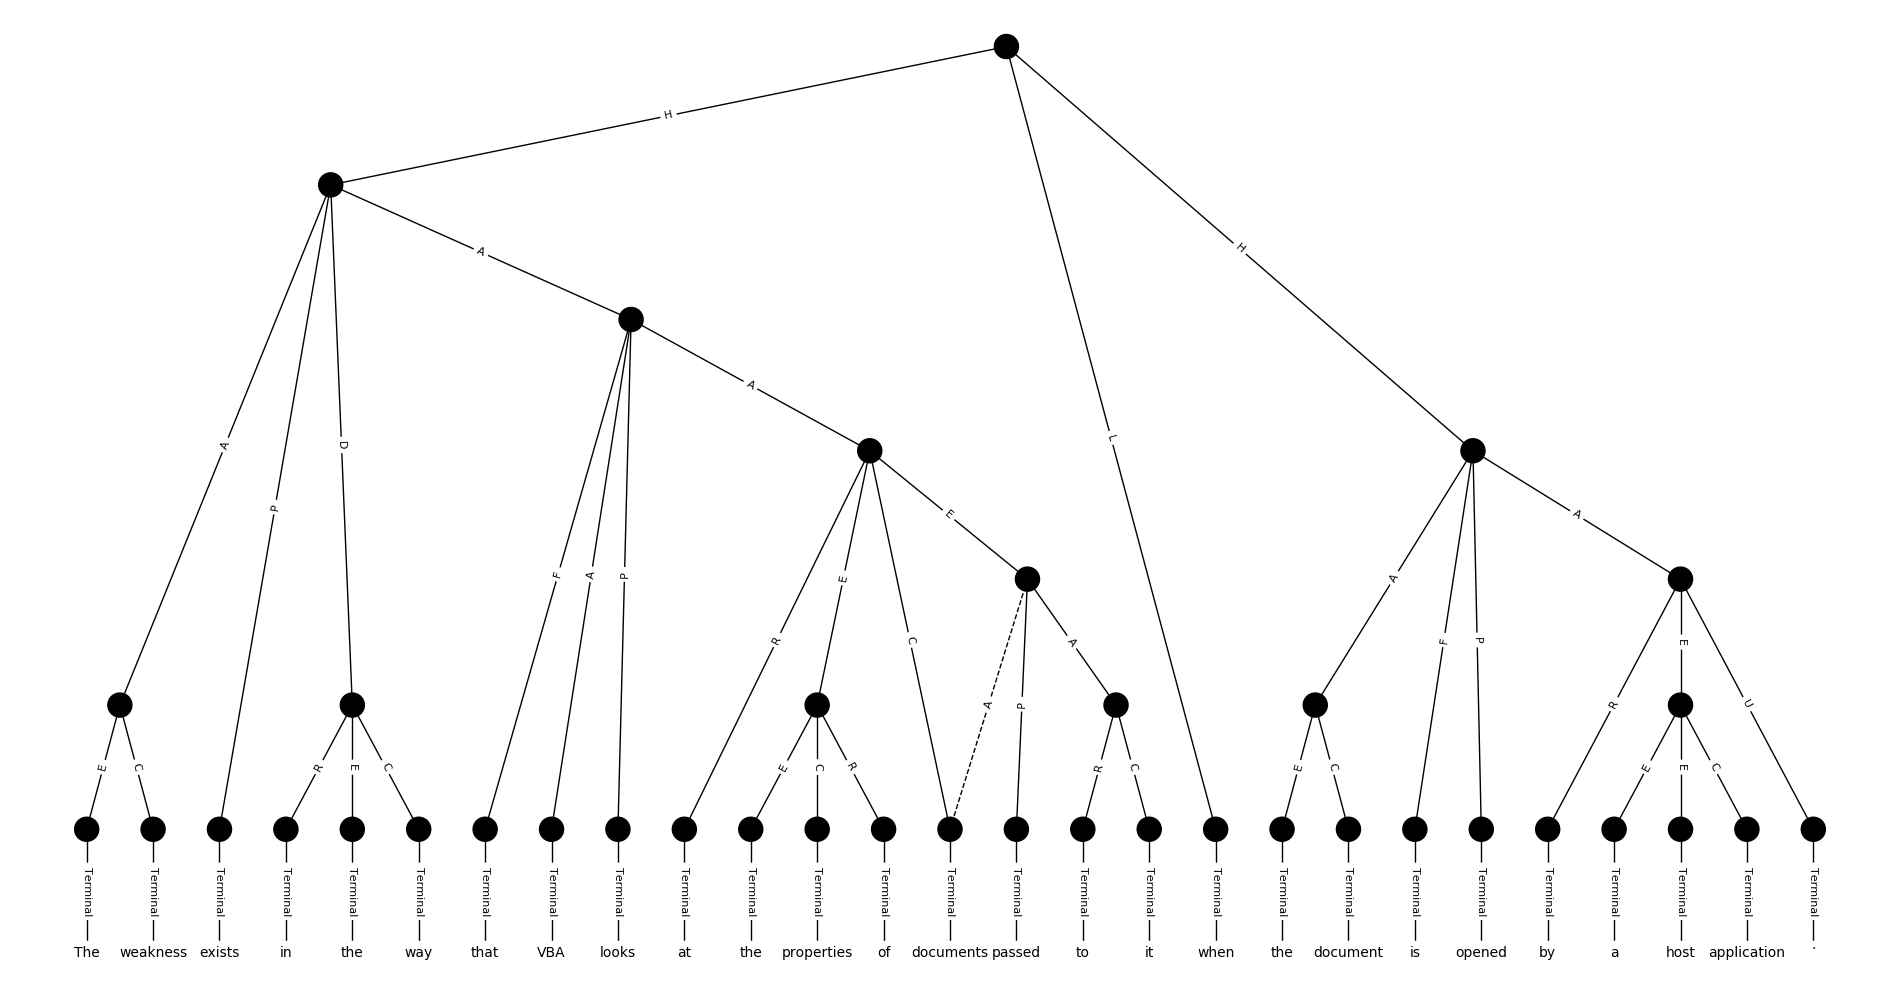 H
A
H
A
A
L
A
D
P
E
A
F
A
P
E
R
C
A
A
F
P
E
R
A
P
R
U
E
C
R
E
C
E
C
R
R
C
E
C
E
E
C
Terminal Terminal Terminal Terminal Terminal Terminal Terminal Terminal Terminal Terminal Terminal Terminal Terminal Terminal Terminal Terminal Terminal Terminal Terminal Terminal Terminal Terminal Terminal Terminal Terminal Terminal Terminal
The weakness exists in the way that VBA looks at the properties of documents passed to it when the document is opened by a host application .